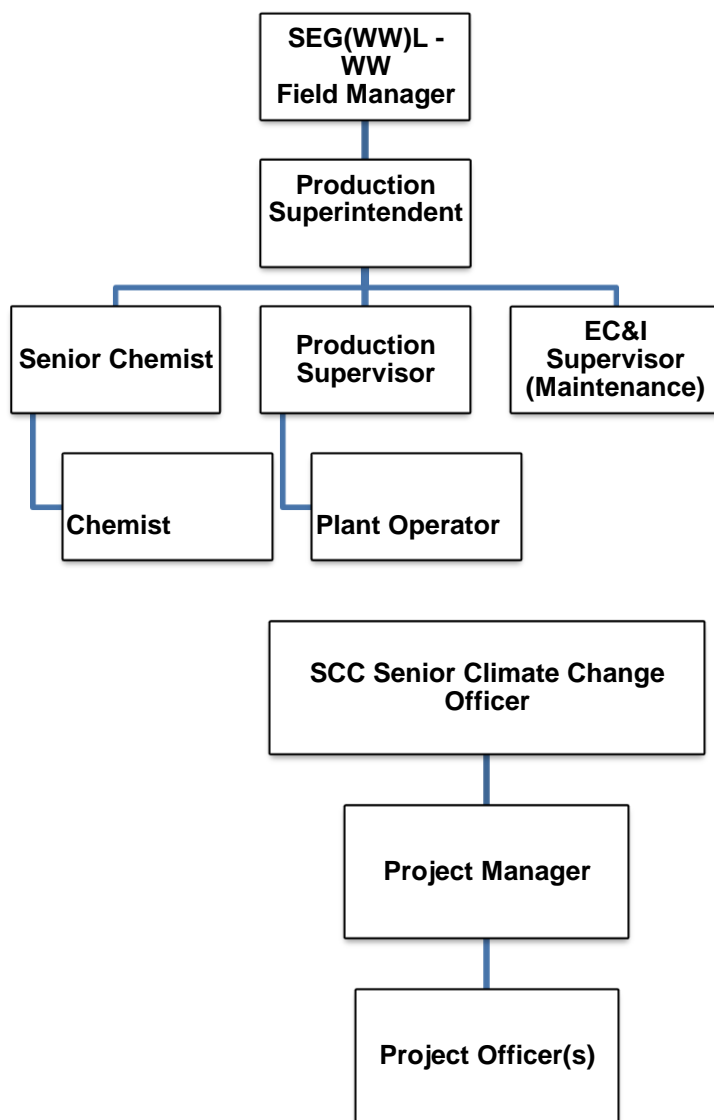 SEG(WW)L -
WW
Field Manager
Production
Superintendent
Senior Chemist
Production
Supervisor
EC&I
Supervisor
(Maintenance)
Chemist
Plant Operator
SCC Senior Climate Change
Officer
Project Manager
Project Officer(s)